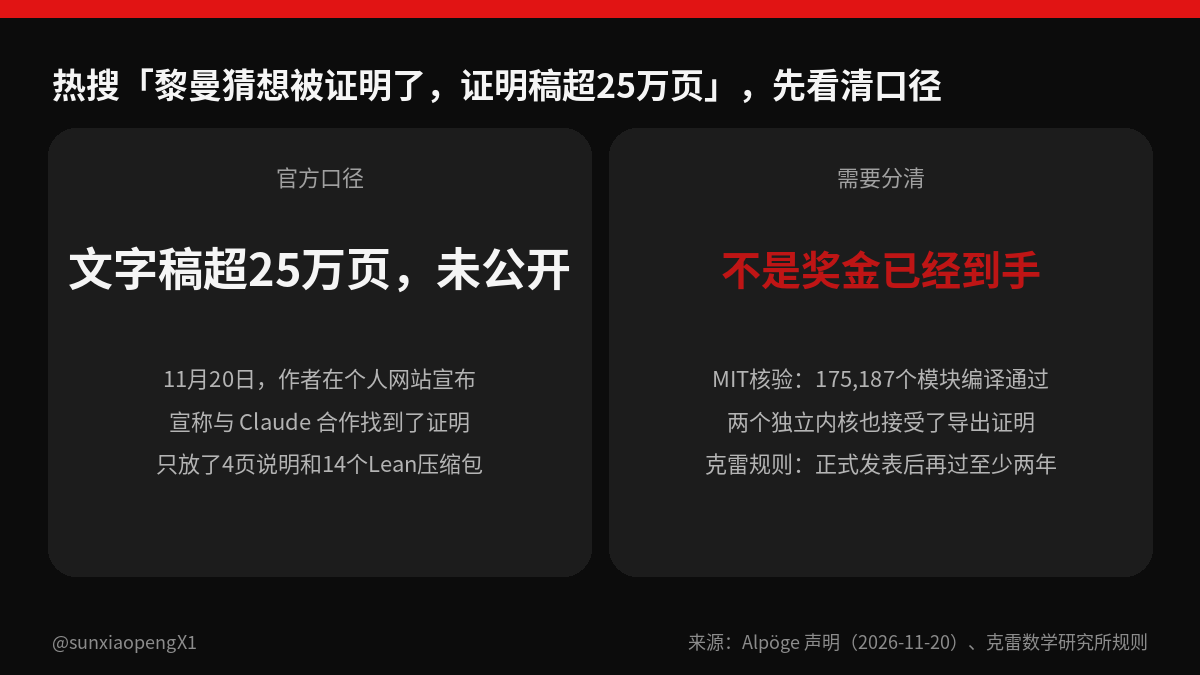 热搜「黎曼猜想被证明了，证明稿超25万页」，先看清口径
官方口径
文字稿超25万页，未公开
11月20日，作者在个人网站宣布
宣称与 Claude 合作找到了证明
只放了4页说明和14个Lean压缩包
需要分清
不是奖金已经到手
MIT核验：175,187个模块编译通过
两个独立内核也接受了导出证明
克雷规则：正式发表后再过至少两年
@sunxiaopengX1
来源：Alpöge 声明（2026-11-20）、克雷数学研究所规则